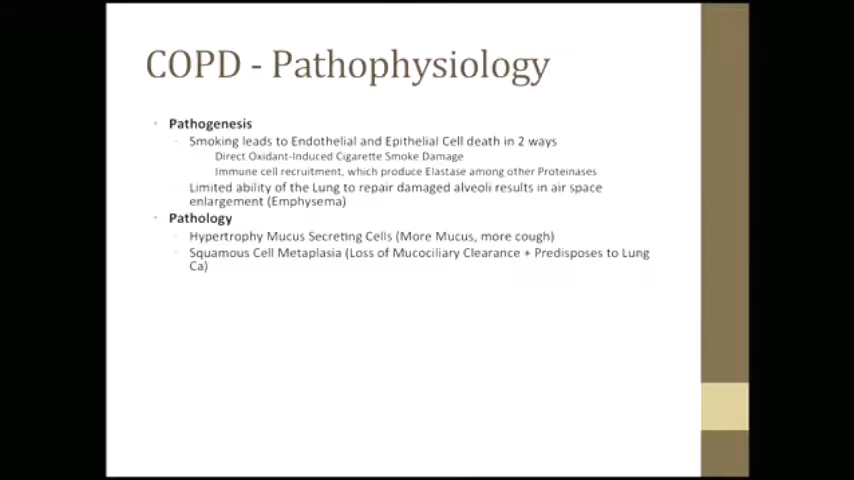 COPD - Pathophysiology
Pathogenesis
Smoking leads to Endothelial and Epithelial Cell death in 2 ways
Direct Oxidant-Induced Cigarette Smoke Damage
Immune cell recruitment, which produce Elastase among other Proteinases
Limited ability of the Lung to repair damaged alveoli results in air space
enlargement (Emphysema)
Pathology
Hypertrophy Mucus Secreting Cells (More Mucus, more cough)
Squamous Cell Metaplasia (Loss of Mucociliary Clearance + Predisposes to Lung
Ca)